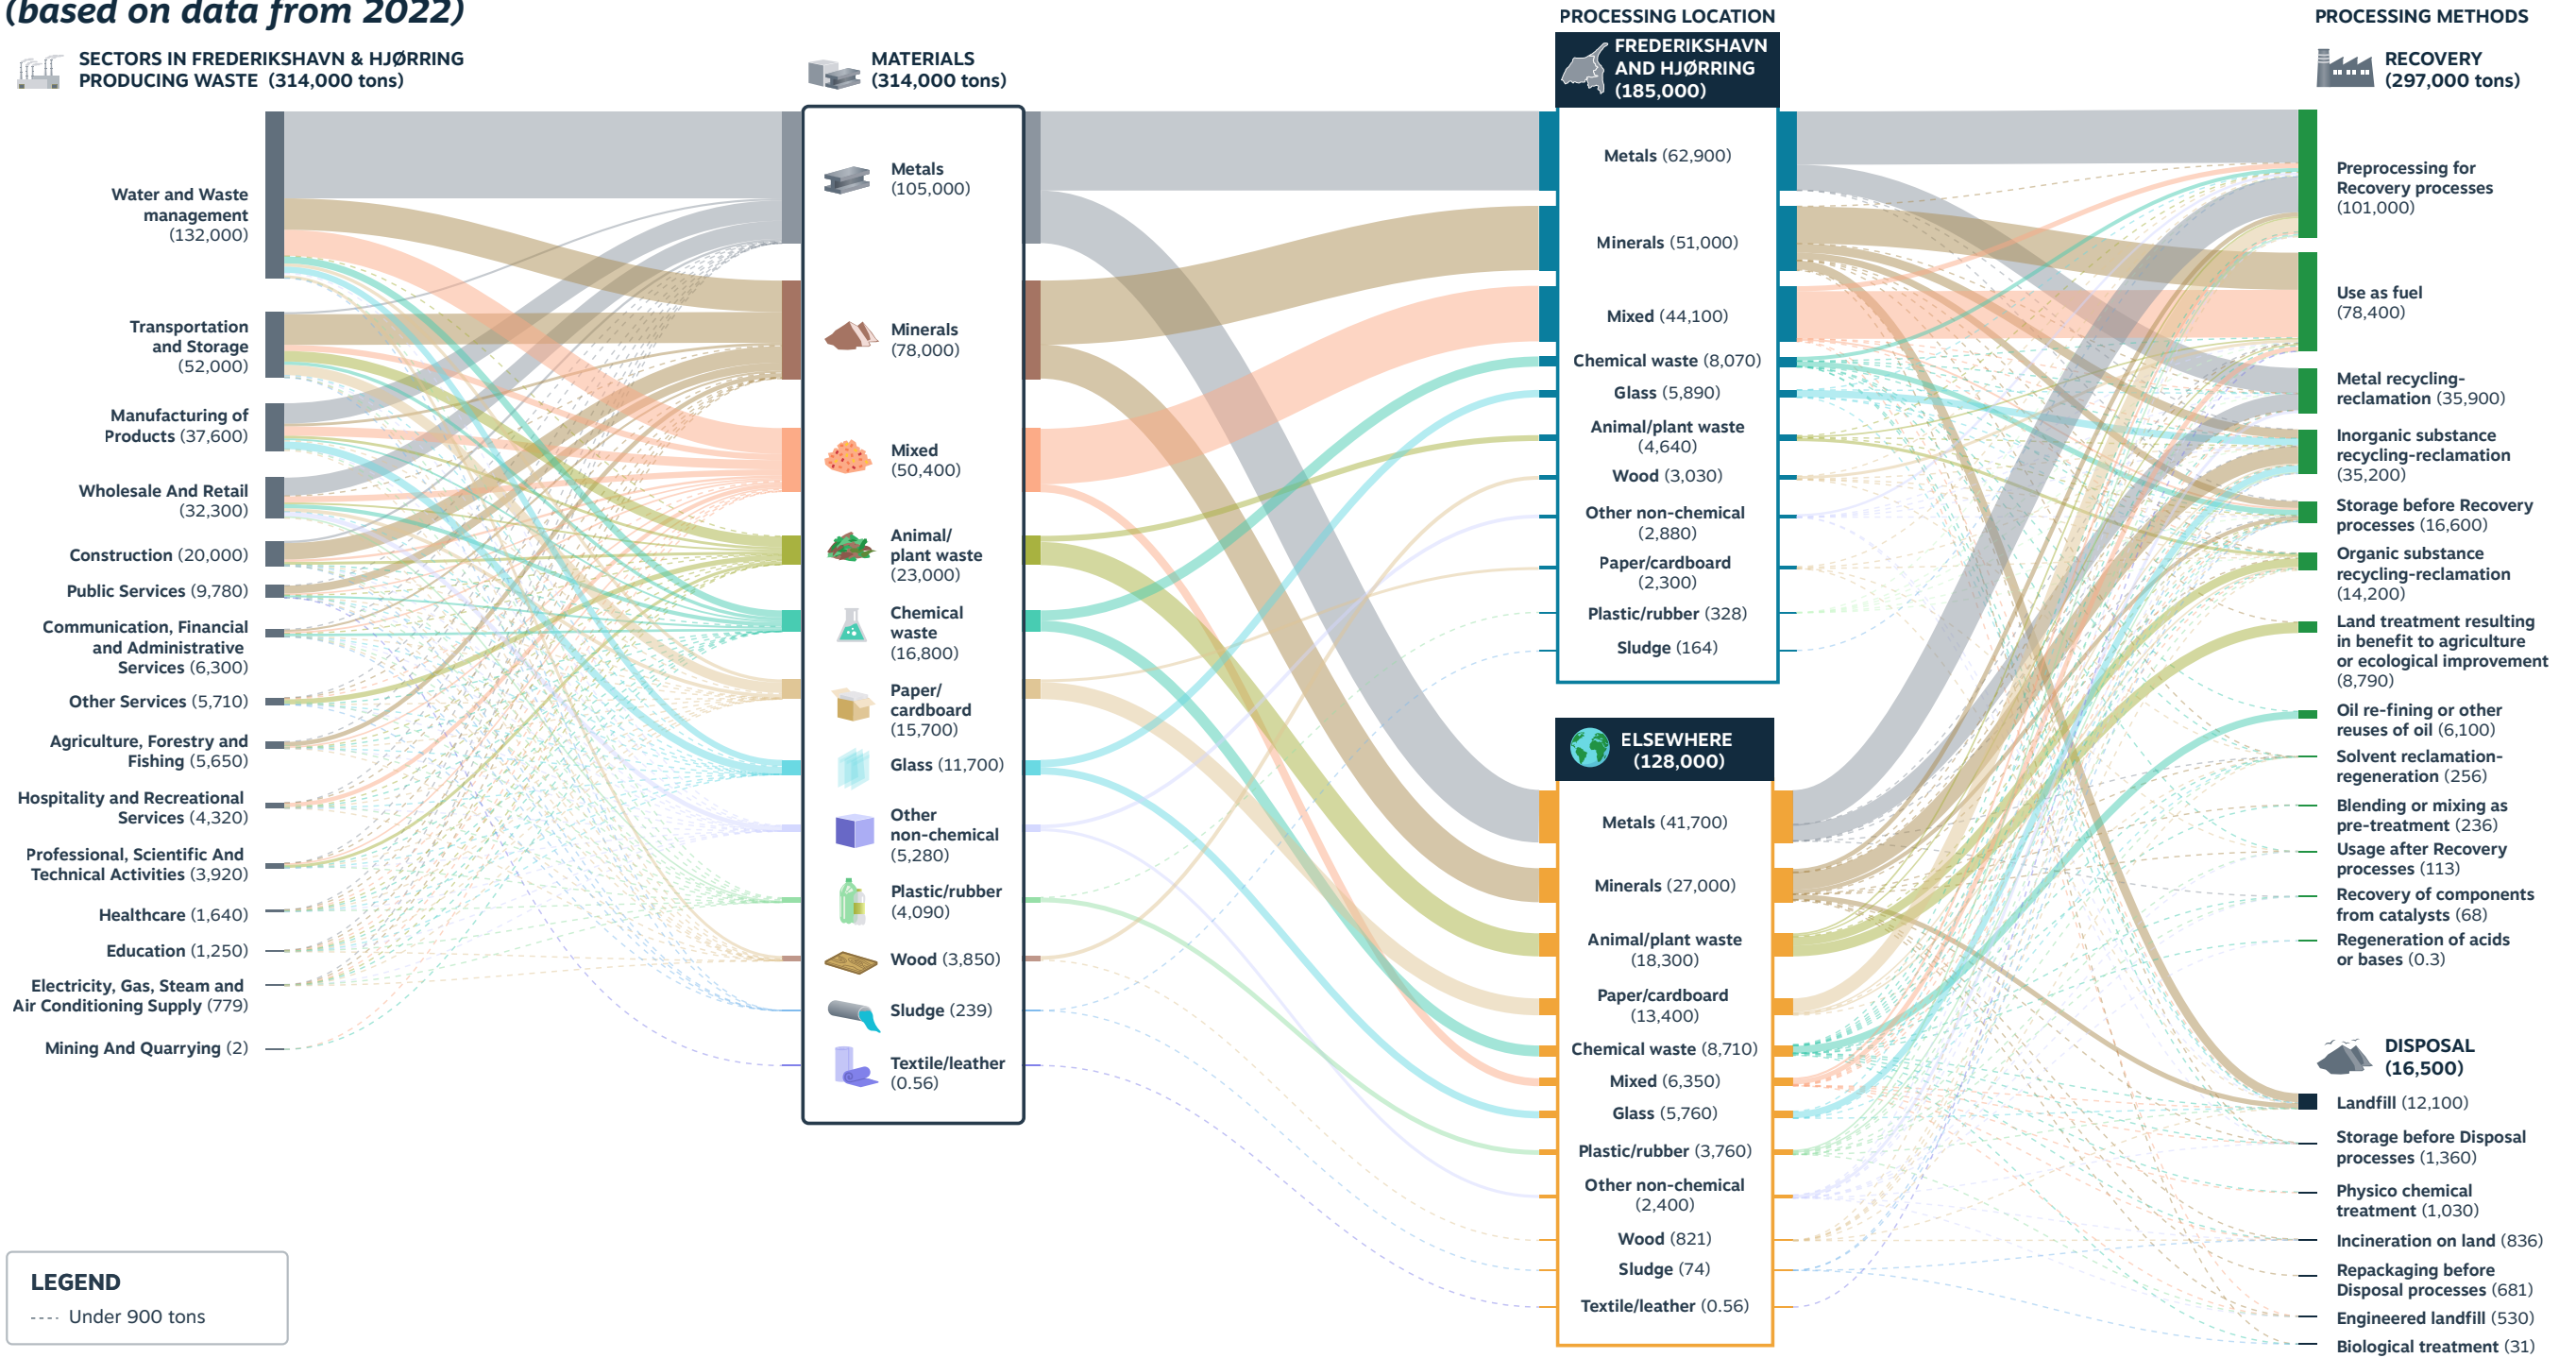 (based on data from 2022)
SECTORS IN FREDERIKSHAVN & HJØRRING
PRODUCING WASTE (314,000 tons)
Water and Waste
management
(132,000)
Transportation
and Storage
(52,000)
Manufacturing of
Products (37,600)
Wholesale And Retail
(32,300)
Construction (20,000)
Public Services (9,780)
Communication, Financial
and Administrative
Services (6,300)
Other Services (5,710)
Agriculture, Forestry and
Fishing (5,650)
Hospitality and Recreational
Services (4,320)
Professional, Scientific And
Technical Activities (3,920)
Healthcare (1,640)
Education (1,250)
Electricity, Gas, Steam and
Air Conditioning Supply (779)
Mining And Quarrying (2)
LEGEND
Under 900 tons
MATERIALS
(314,000 tons)
Metals
(105,000)
Minerals
(78,000)
Mixed
(50,400)
Animal/
plant waste
(23,000)
Chemical
waste
(16,800)
Paper/
cardboard
(15,700)
Glass (11,700)
Other
non-chemical
(5,280)
Plastic/rubber
(4,090)
Wood (3,850)
Sludge (239)
Textile/leather
(0.56)
PROCESSING LOCATION
FREDERIKSHAVN
AND HJØRRING
(185,000)
Metals (62,900)
Minerals (51,000)
Mixed (44,100)
Chemical waste (8,070)
Glass (5,890)
Animal/plant waste
(4,640)
Wood (3,030)
Other non-chemical
(2,880)
Paper/cardboard
(2,300)
Plastic/rubber (328)
Sludge (164)
ELSEWHERE
(128,000)
Metals (41,700)
Minerals (27,000)
Animal/plant waste
(18,300)
Paper/cardboard
(13,400)
Chemical waste (8,710)
Mixed (6,350)
Glass (5,760)
Plastic/rubber (3,760)
Other non-chemical
(2,400)
Wood (821)
Sludge (74)
Textile/leather (0.56)
PROCESSING METHODS
RECOVERY
(297,000 tons)
Preprocessing for
Recovery processes
(101,000)
Use as fuel
(78,400)
Metal recycling-
reclamation (35,900)
Inorganic substance
recycling-reclamation
(35,200)
Storage before Recovery
processes (16,600)
Organic substance
recycling-reclamation
(14,200)
Land treatment resulting
in benefit to agriculture
or ecological improvement
(8,790)
Oil re-fining or other
reuses of oil (6,100)
Solvent reclamation-
regeneration (256)
Blending or mixing as
pre-treatment (236)
Usage after Recovery
processes (113)
Recovery of components
from catalysts (68)
Regeneration of acids
or bases (0.3)
DISPOSAL
(16,500)
Landfill (12,100)
Storage before Disposal
processes (1,360)
Physico chemical
treatment (1,030)
Incineration on land (836)
Repackaging before
Disposal processes (681)
Engineered landfill (530)
Biological treatment (31)